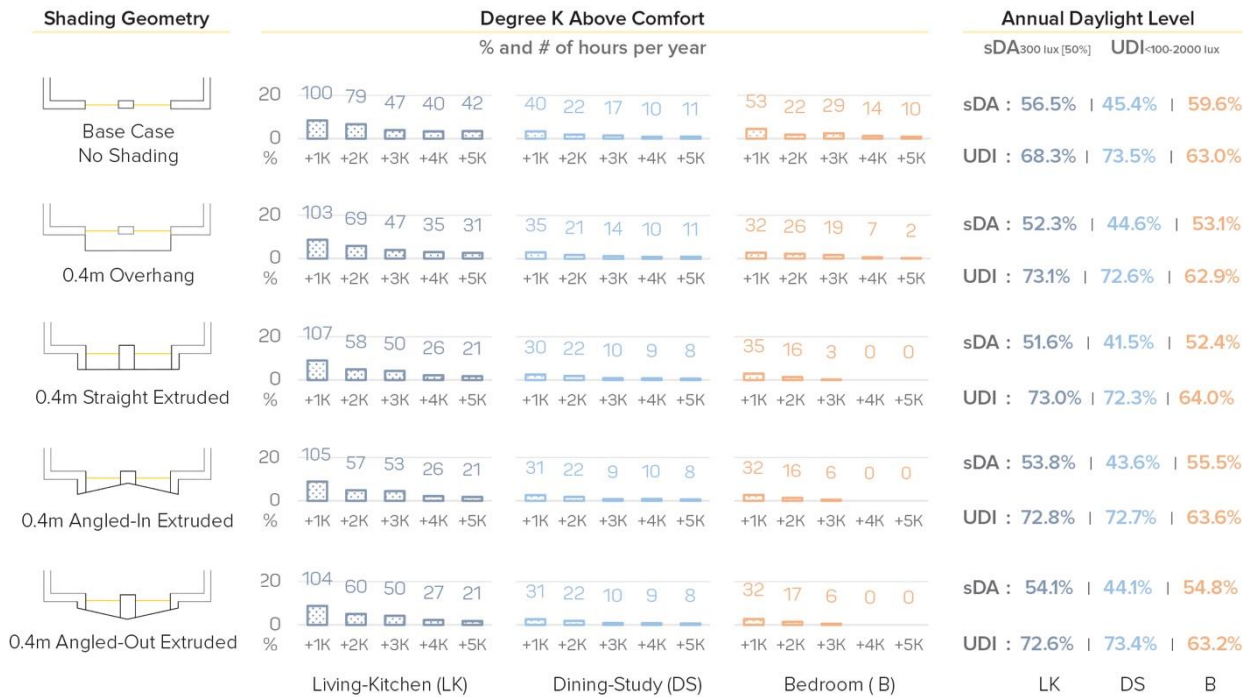 Shading Geometry
Degree K Above Comfort
Annual Daylight Level
% and # of hours per year
sDA300 lux [50%] UDI<100-2000 lux
20 100 79 47 40 42 40 22 17 10 11 53 22 29 14 10
sDA : 56.5% | 45.4% | 59.6%
Base Case
No Shading
0
% +1K +2K +3K +4K +5K +1K +2K +3K +4K +5K +1K +2K +3K +4K +5K
UDI : 68.3% | 73.5% | 63.0%
20 103 69 47 35 31 35 21 14 10 11 32 26 19 7 2
sDA : 52.3% | 44.6% | 53.1%
0
0.4m Overhang
% +1K +2K +3K +4K +5K +1K +2K +3K +4K +5K +1K +2K +3K +4K +5K
UDI : 73.1% | 72.6% | 62.9%
20 107 58 50 26 21 30 22 10 9 8 35 16 3 0 0
sDA : 51.6% | 41.5% | 52.4%
0
0.4m Straight Extruded
% +1K +2K +3K +4K +5K +1K +2K +3K +4K +5K +1K +2K +3K +4K +5K
UDI : 73.0% | 72.3% | 64.0%
20 105 57 53 26 21 31 22 9 10 8 32 16 6 0 0
sDA : 53.8% | 43.6% | 55.5%
0
0.4m Angled-In Extruded
% +1K +2K +3K +4K +5K +1K +2K +3K +4K +5K +1K +2K +3K +4K +5K
UDI : 72.8% | 72.7% | 63.6%
20 104 60 50 27 21 31 23 10 9 8 32 17 6 0 0
sDA : 54.1% | 44.1% | 54.8%
0
0.4m Angled-Out Extruded
% +1K +2K +3K +4K +5K +1K +2K +3K +4K +5K +1K +2K +3K +4K +5K
UDI : 72.6% | 73.4% | 63.2%
Living-Kitchen (LK) Dining-Study (DS) Bedroom ( B) LK DS B